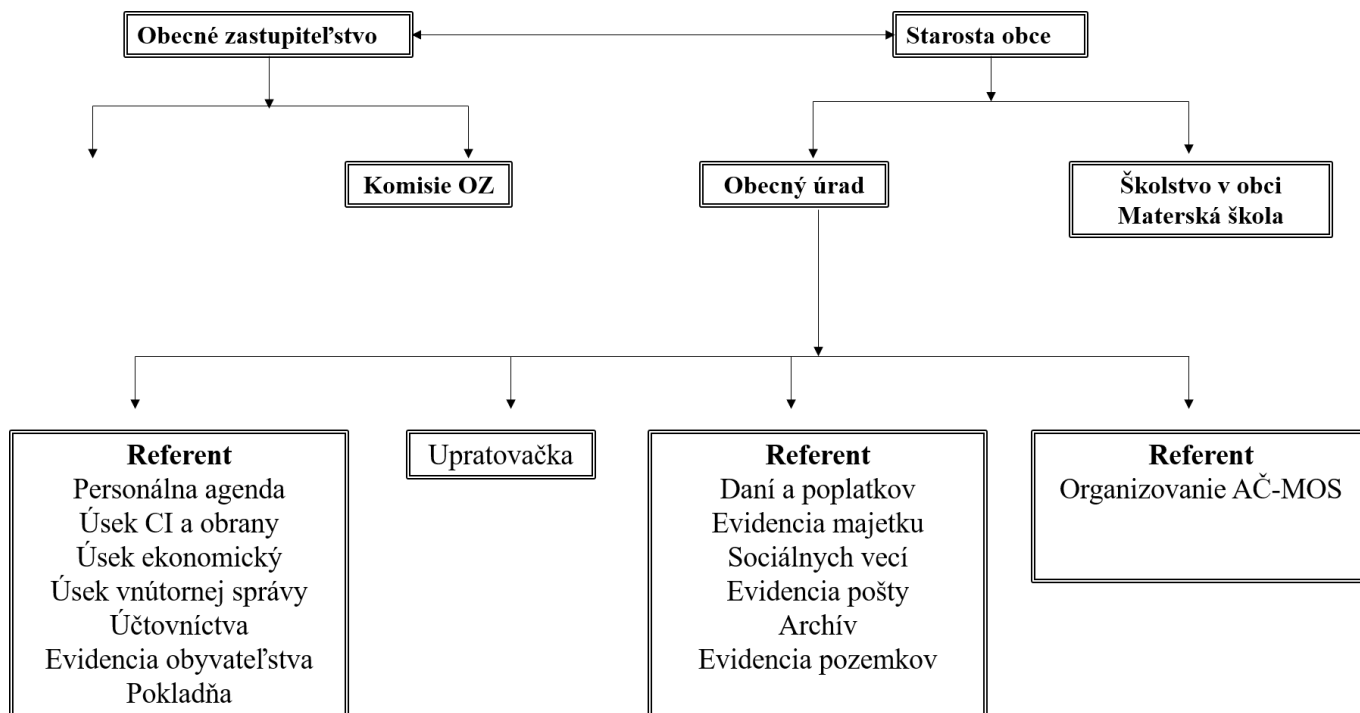 Obecné zastupiteľstvo
Starosta obce
Komisie OZ
Obecný úrad
Školstvo v obci
Materská škola
Referent
Personálna agenda
Úsek CI a obrany
Úsek ekonomický
Úsek vnútornej správy
Účtovníctva
Evidencia obyvateľstva
Pokladňa
Upratovačka
Referent
Daní a poplatkov
Evidencia majetku
Sociálnych vecí
Evidencia pošty
Archív
Evidencia pozemkov
Referent
Organizovanie AČ-MOS